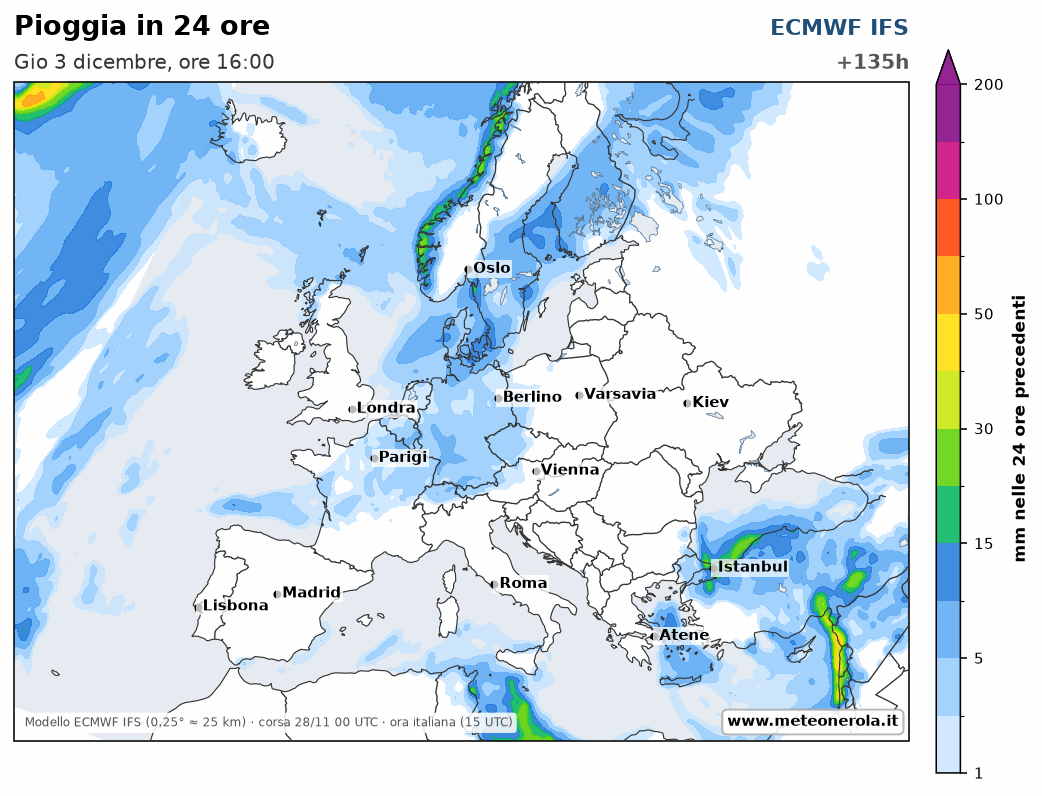 Pioggia in 24 ore
ECMWF IFS
Gio 3 dicembre, ore 16:00
+135h
200
100
50
30
15
5
1
mm nelle 24 ore precedenti
Oslo
Berlino
Varsavia
Kiev
Londra
Parigi
Vienna
Istanbul
Roma
Madrid
Lisbona
Atene
Modello ECMWF IFS (0,25° ≈ 25 km) · corsa 28/11 00 UTC · ora italiana (15 UTC)
www.meteonerola.it